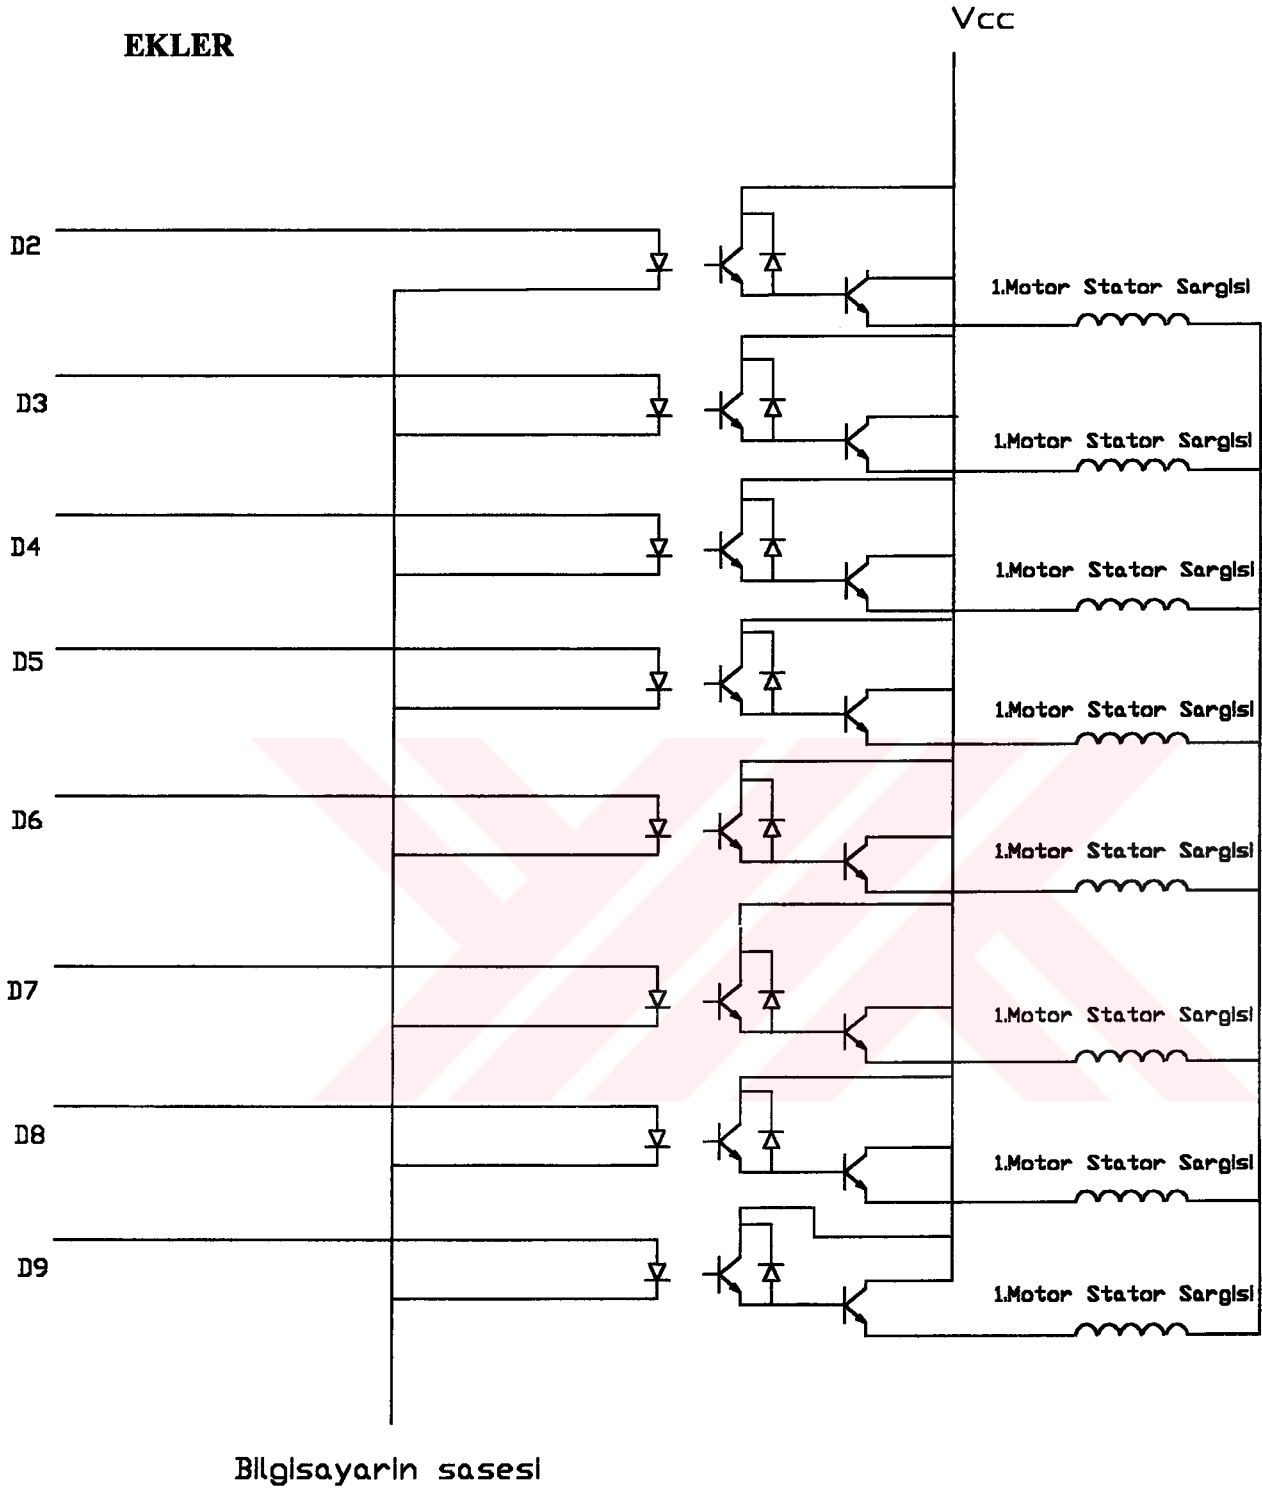 Vcc
EKLER
D2
1.Motor Stator Sargisi
D3
1.Motor Stator Sargisi
D4
1.Motor Stator Sargisi
D5
1.Motor Stator Sargisi
D6
1.Motor Stator Sargisi
D7
1.Motor Stator Sargisi
D8
1.Motor Stator Sargisi
D9
1.Motor Stator Sargisi
Bilgisayarin sasesi